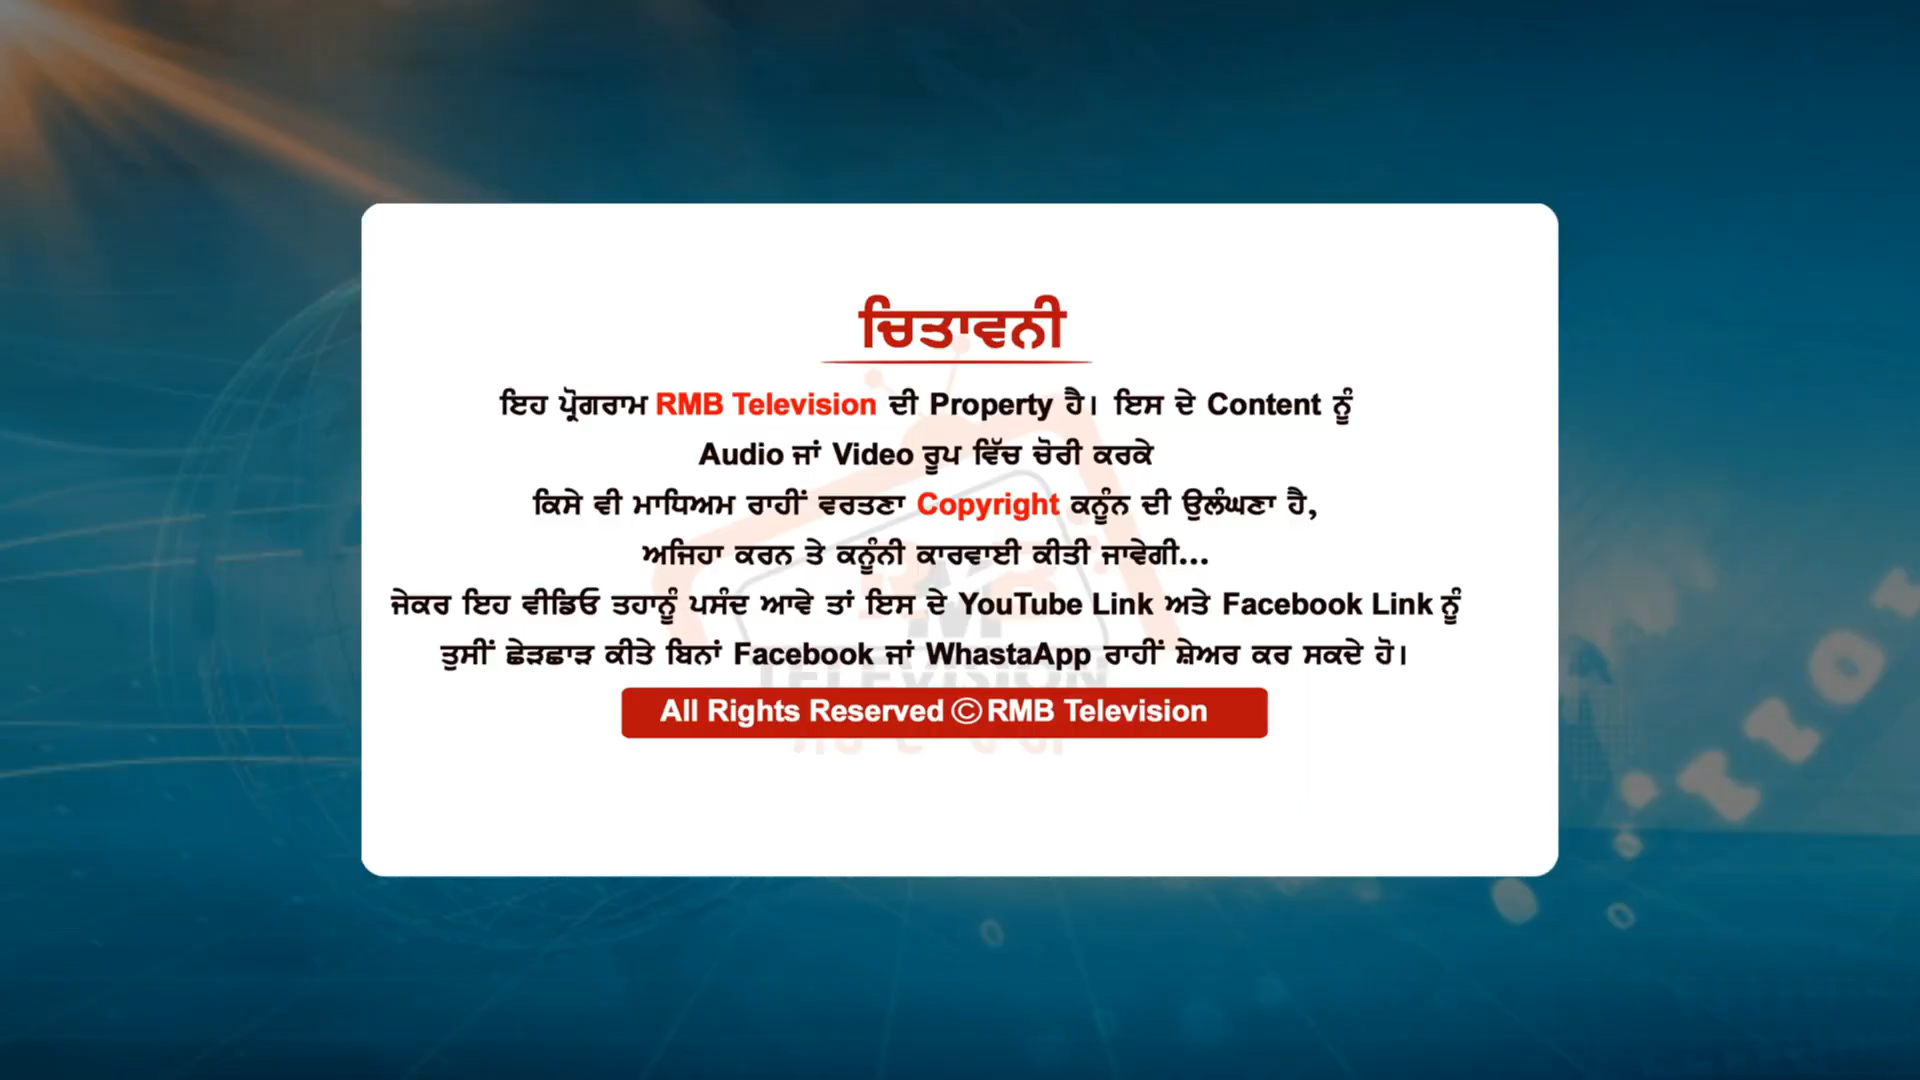 ਚਿਤਾਵਨੀ
ਇਹ ਪ੍ਰੋਗਰਾਮ RMB Television ਦੀ Property ਹੈ। ਇਸ ਦੇ Content ਨੂੰ
Audio ਜਾਂ Video ਰੂਪ ਵਿੱਚ ਚੋਰੀ ਕਰਕੇ
ਕਿਸੇ ਵੀ ਮਾਧਿਅਮ ਰਾਹੀਂ ਵਰਤਣਾ Copyright ਕਨੂੰਨ ਦੀ ਉਲੰਘਣਾ ਹੈ,
ਅਜਿਹਾ ਕਰਨ ਤੇ ਕਨੂੰਨੀ ਕਾਰਵਾਈ ਕੀਤੀ ਜਾਵੇਗੀ...
ਜੇਕਰ ਇਹ ਵੀਡਿਓ ਤਹਾਨੂੰ ਪਸੰਦ ਆਵੇ ਤਾਂ ਇਸ ਦੇ YouTube Link ਅਤੇ Facebook Link ਨੂੰ
ਤੁਸੀਂ ਛੇੜਛਾੜ ਕੀਤੇ ਬਿਨਾਂ Facebook ਜਾਂ WhastaApp ਰਾਹੀਂ ਸ਼ੇਅਰ ਕਰ ਸਕਦੇ ਹੋ।
TELEVISION
All Rights Reserved © RMB Television